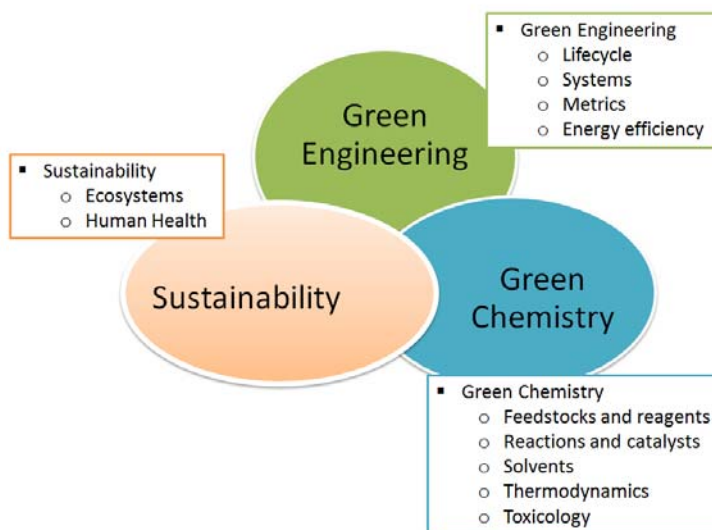 ▪ Green Engineering
o Lifecycle
o Systems
o Metrics
o Energy efficiency
Green
Engineering
▪ Sustainability
o Ecosystems
o Human Health
Sustainability
Green
Chemistry
▪ Green Chemistry
o Feedstocks and reagents
o Reactions and catalysts
o Solvents
o Thermodynamics
o Toxicology